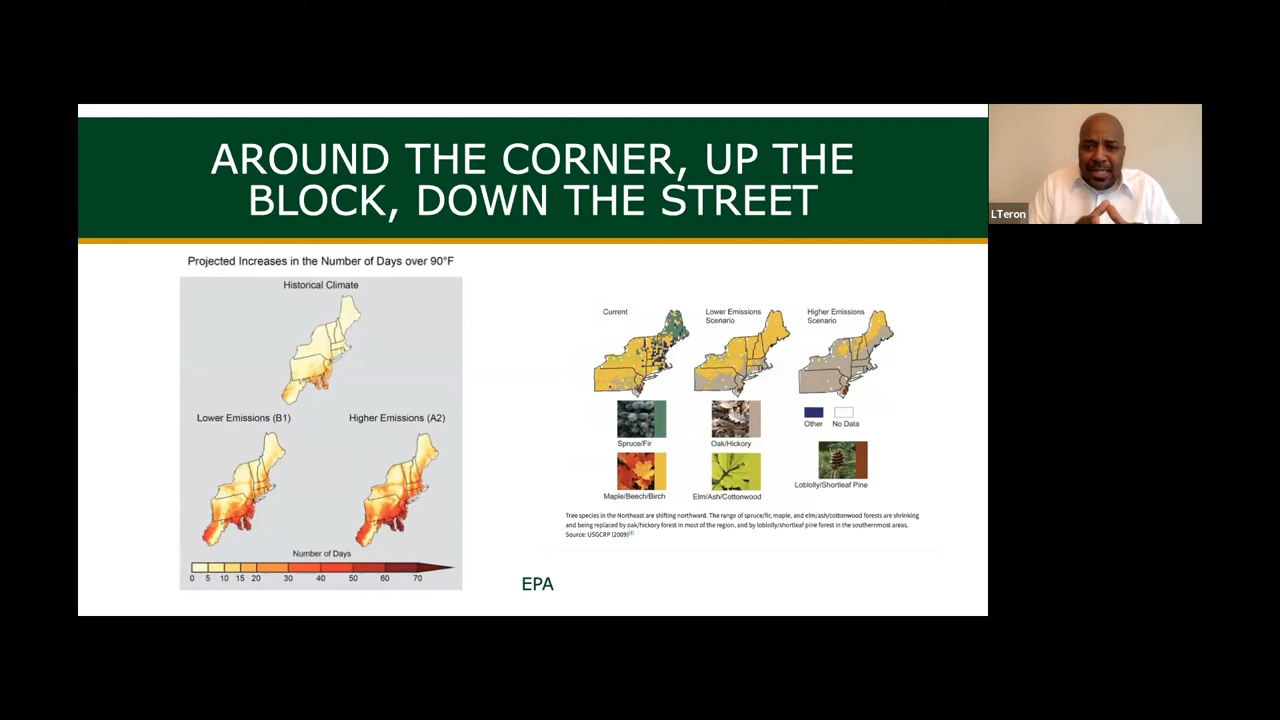 AROUND THE CORNER, UP THE
BLOCK, DOWN THE STREET
LTeron
Projected Increases in the Number of Days over 90°F
Historical Climate
Lower Emissions (B1)
Higher Emissions (A2)
Number of Days
0 5 10 15 20 30 40 50 60 70
Current
Lower Emissions
Scenario
Higher Emissions
Scenario
Spruce/Fir
Oak/Hickory
Other
No Data
Maple/Beech/Birch
Elm/Ash/Cottonwood
Loblolly/Shortleaf Pine
Tree species in the Northeast are shifting northward. The range of spruce/fir, maple, and elm/ash/cottonwood forests are shrinking
and being replaced by oak/hickory forest in most of the region, and by loblolly/shortleaf pine forest in the southernmost areas.
Source: USGCRP (2009)
EPA